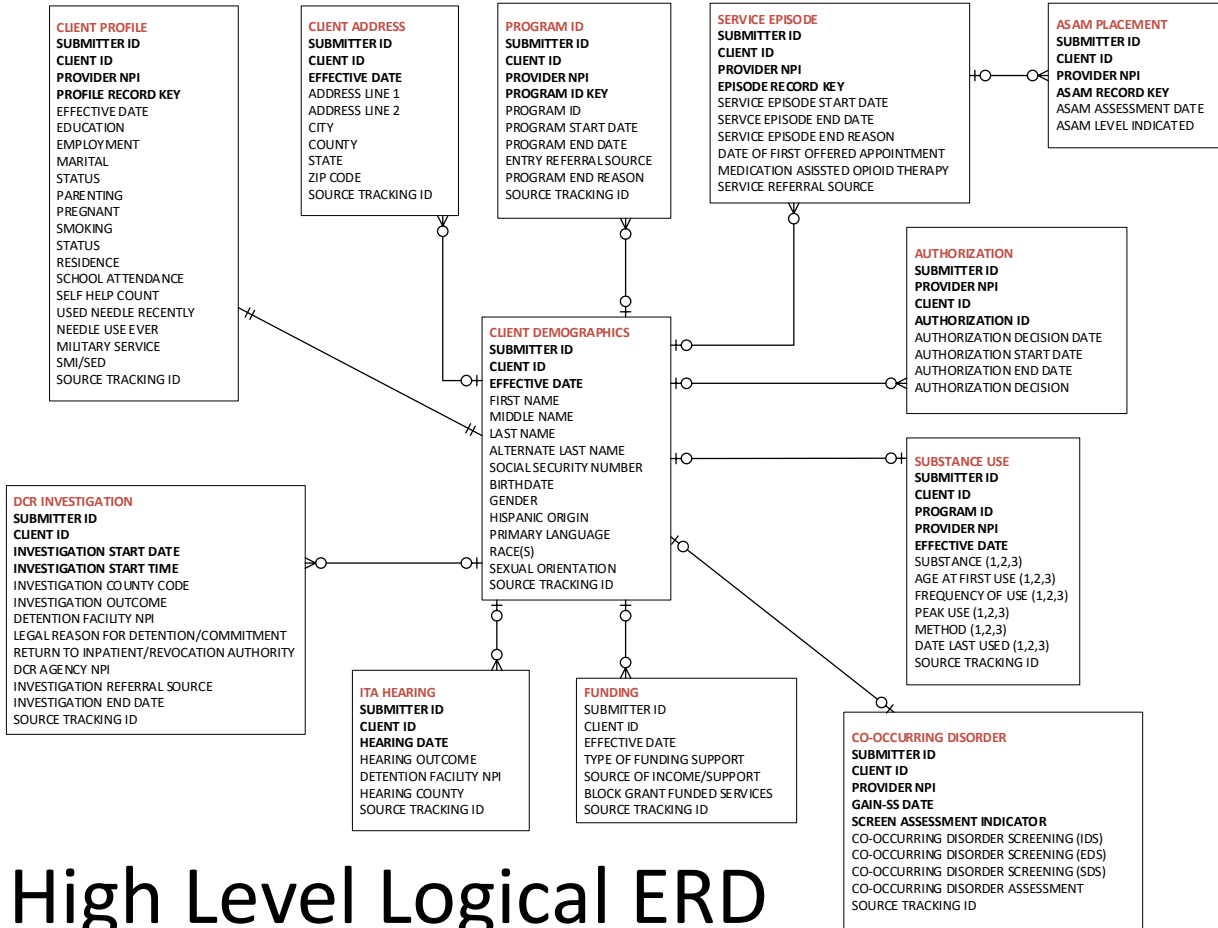 CLIENT PROFILE
SUBMITTER ID
CLIENT ID
PROVIDER NPI
PROFILE RECORD KEY
EFFECTIVE DATE
EDUCATION
EMPLOYMENT
MARITAL
STATUS
PARENTING
PREGNANT
SMOKING
STATUS
RESIDENCE
SCHOOL ATTENDANCE
SELF HELP COUNT
USED NEEDLE RECENTLY
NEEDLE USE EVER
MILITARY SERVICE
SMI/SED
SOURCE TRACKING ID
CLIENT ADDRESS
SUBMITTER ID
CLIENT ID
EFFECTIVE DATE
ADDRESS LINE 1
ADDRESS LINE 2
CITY
COUNTY
STATE
ZIP CODE
SOURCE TRACKING ID
PROGRAM ID
SUBMITTER ID
CLIENT ID
PROVIDER NPI
PROGRAM ID KEY
PROGRAM ID
PROGRAM START DATE
PROGRAM END DATE
ENTRY REFERRAL SOURCE
PROGRAM END REASON
SOURCE TRACKING ID
SERVICE EPISODE
SUBMITTER ID
CLIENT ID
PROVIDER NPI
EPISODE RECORD KEY
SERVICE EPISODE START DATE
SERVCE EPISODE END DATE
SERVICE EPISODE END REASON
DATE OF FIRST OFFERED APPOINTMENT
MEDICATION ASISSTED OPIOID THERAPY
SERVICE REFERRAL SOURCE
ASAM PLACEMENT
SUBMITTER ID
CLIENT ID
PROVIDER NPI
ASAM RECORD KEY
ASAM ASSESSMENT DATE
ASAM LEVEL INDICATED
AUTHORIZATION
SUBMITTER ID
PROVIDER NPI
CLIENT ID
AUTHORIZATION ID
AUTHORIZATION DECISION DATE
AUTHORIZATION START DATE
AUTHORIZATION END DATE
AUTHORIZATION DECISION
CLIENT DEMOGRAPHICS
SUBMITTER ID
CLIENT ID
EFFECTIVE DATE
FIRST NAME
MIDDLE NAME
LAST NAME
ALTERNATE LAST NAME
SOCIAL SECURITY NUMBER
BIRTHDATE
GENDER
HISPANIC ORIGIN
PRIMARY LANGUAGE
RACE(S)
SEXUAL ORIENTATION
SOURCE TRACKING ID
SUBSTANCE USE
SUBMITTER ID
CLIENT ID
PROGRAM ID
PROVIDER NPI
EFFECTIVE DATE
SUBSTANCE (1,2,3)
AGE AT FIRST USE (1,2,3)
FREQUENCY OF USE (1,2,3)
PEAK USE (1,2,3)
METHOD (1,2,3)
DATE LAST USED (1,2,3)
SOURCE TRACKING ID
DCR INVESTIGATION
SUBMITTER ID
CLIENT ID
INVESTIGATION START DATE
INVESTIGATION START TIME
INVESTIGATION COUNTY CODE
INVESTIGATION OUTCOME
DETENTION FACILITY NPI
LEGAL REASON FOR DETENTION/COMMITMENT
RETURN TO INPATIENT/REVOCATION AUTHORITY
DCR AGENCY NPI
INVESTIGATION REFERRAL SOURCE
INVESTIGATION END DATE
SOURCE TRACKING ID
ITA HEARING
SUBMITTER ID
CLIENT ID
HEARING DATE
HEARING OUTCOME
DETENTION FACILITY NPI
HEARING COUNTY
SOURCE TRACKING ID
FUNDING
SUBMITTER ID
CLIENT ID
EFFECTIVE DATE
TYPE OF FUNDING SUPPORT
SOURCE OF INCOME/SUPPORT
BLOCK GRANT FUNDED SERVICES
SOURCE TRACKING ID
CO-OCCURRING DISORDER
SUBMITTER ID
CLIENT ID
PROVIDER NPI
GAIN-SS DATE
SCREEN ASSESSMENT INDICATOR
CO-OCCURRING DISORDER SCREENING (IDS)
CO-OCCURRING DISORDER SCREENING (EDS)
CO-OCCURRING DISORDER SCREENING (SDS)
CO-OCCURRING DISORDER ASSESSMENT
SOURCE TRACKING ID
High Level Logical ERD